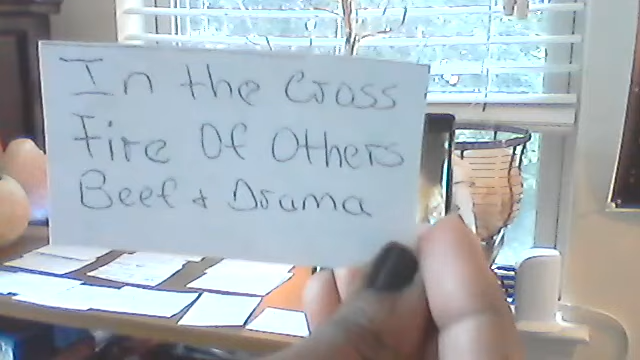 In the Cross
Fire Of Others
Beef & Drama